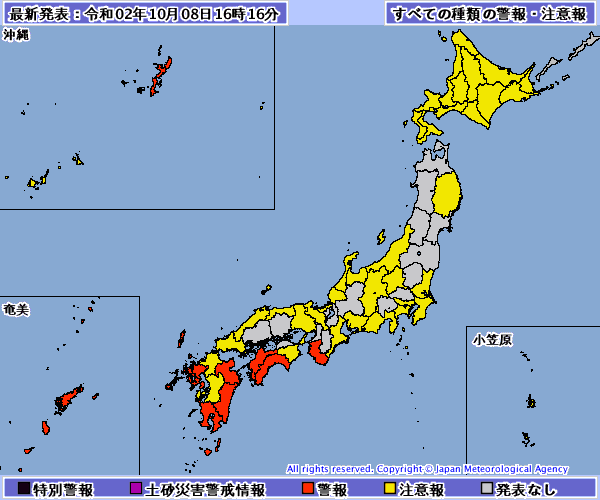 最新発表：令和02年10月08日16時16分
すべての種類の警報・注意報
沖縄
奄美
小笠原
All rights reserved. Copyright © Japan Meteorological Agency
特別警報
土砂災害警戒情報
警報
注意報
発表なし